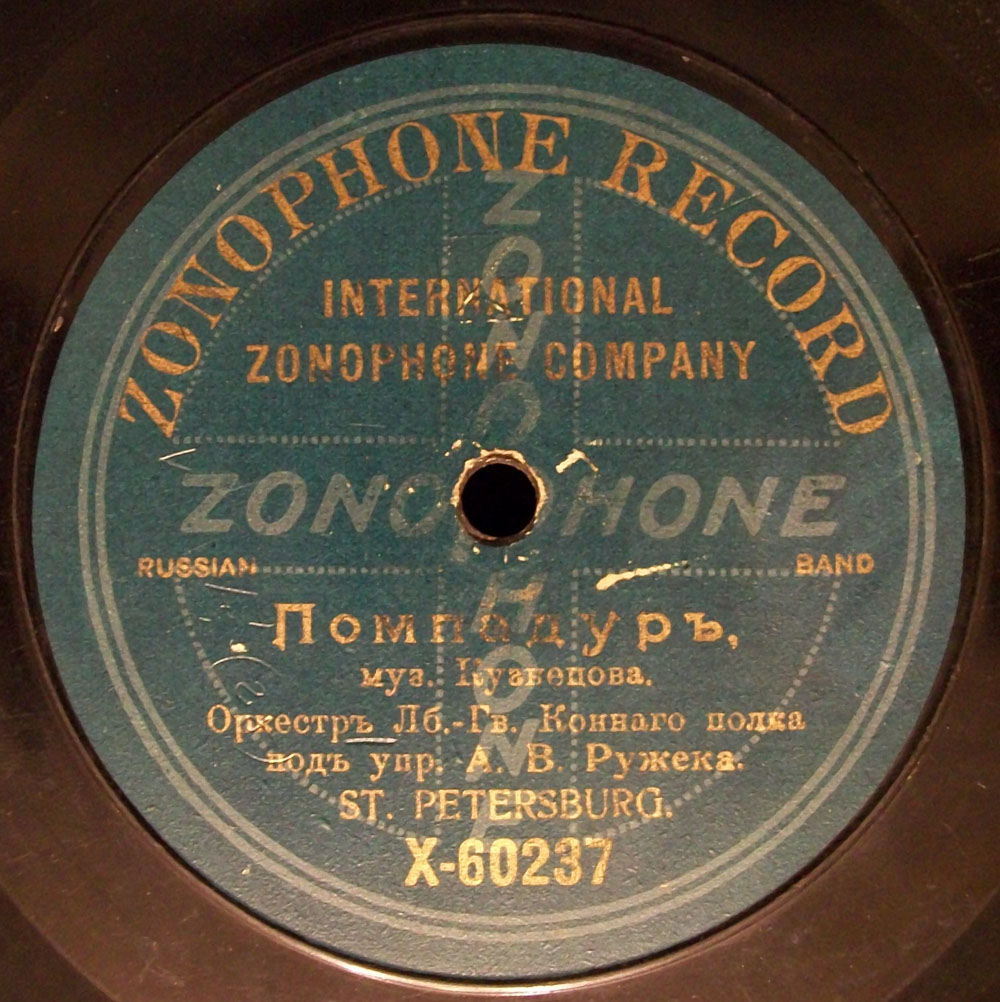 ZONOPHONE RECORD
INTERNATIONAL
ZONOPHONE COMPANY
ZONOPHONE
ZONOPHONE
RUSSIAN BAND
Помпадуръ,
муз. Кузнецова.
Оркестръ Лб.-Гв. Коннаго полка
подъ упр. А. В. Ружека.
ST. PETERSBURG.
X-60237